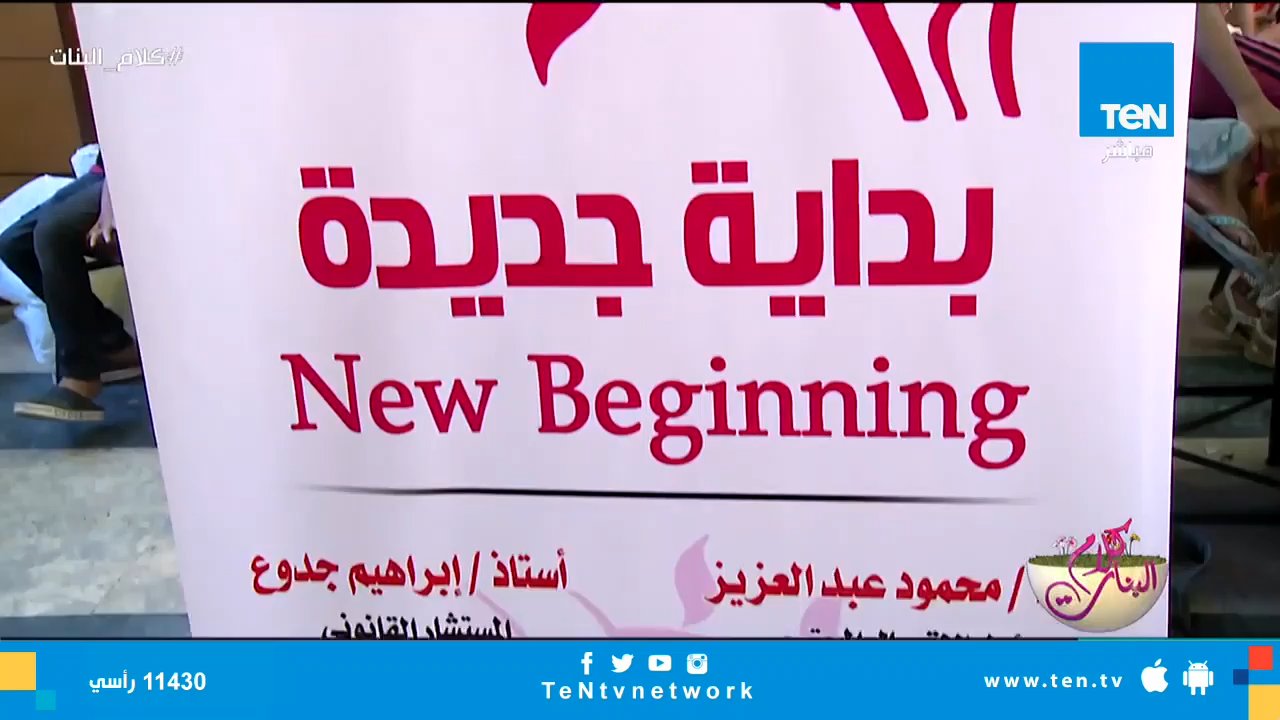 #كلام_البنات
TEN
مباشر
بداية جديدة
New Beginning
/ محمود عبد العزيز
أستاذ / إبراهيم جدوع
المستشار القانوني
كلام البنات
11430 رأسي
TeNtvnetwork
www.ten.tv